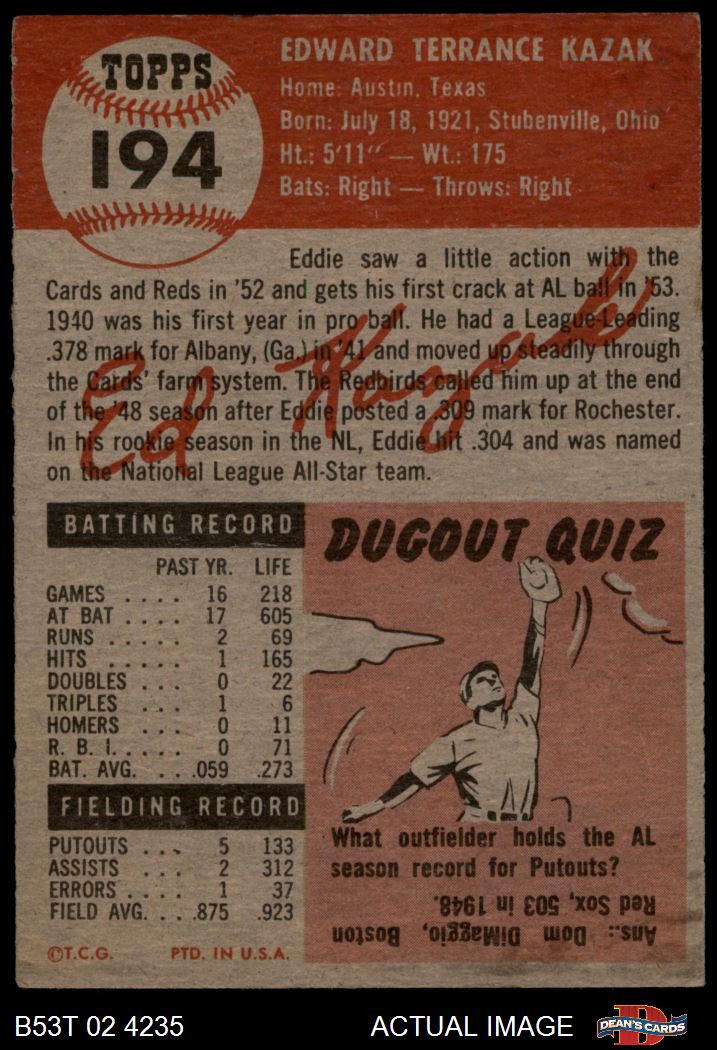 TOPPS
194
EDWARD TERRANCE KAZAK
Home: Austin, Texas
Born: July 18, 1921, Stubenville, Ohio
Ht.: 5'11" — Wt.: 175
Bats: Right — Throws: Right
Eddie saw a little action with the
Cards and Reds in '52 and gets his first crack at AL ball in '53.
1940 was his first year in pro ball. He had a League-Leading
.378 mark for Albany, (Ga.) in '41 and moved up steadily through
the Cards' farm system. The Redbirds called him up at the end
of the '48 season after Eddie posted a .309 mark for Rochester.
In his rookie season in the NL, Eddie hit .304 and was named
on the National League All-Star team.
Ed Kazak
BATTING RECORD
PAST YR. LIFE
GAMES .... 16 218
AT BAT .... 17 605
RUNS ..... 2 69
HITS ..... 1 165
DOUBLES ... 0 22
TRIPLES ... 1 6
HOMERS ... 0 11
R. B. I. .... 0 71
BAT. AVG. ... .059 .273
FIELDING RECORD
PUTOUTS ... 5 133
ASSISTS ... 2 312
ERRORS ... 1 37
FIELD AVG. ... .875 .923
©T.C.G. PTD. IN U.S.A.
DUGOUT QUIZ
What outfielder holds the AL
season record for Putouts?
Ans.: Dom DiMaggio, Boston
Red Sox, 503 in 1948.
B53T 02 4235 ACTUAL IMAGE
D
DEAN'S CARDS